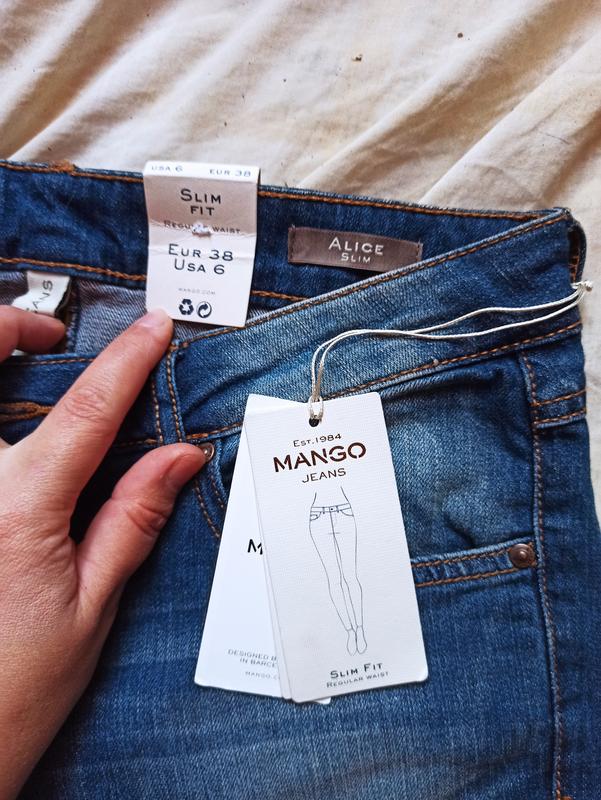 USA 6 EUR 38
SLIM
FIT
REGULAR WAIST
EUR 38
USA 6
MANGO.COM
ALICE
SLIM
EST. 1984
MANGO
JEANS
SLIM FIT
REGULAR WAIST
M
DESIGNED B
IN BARCE
MANGO.C
ANS